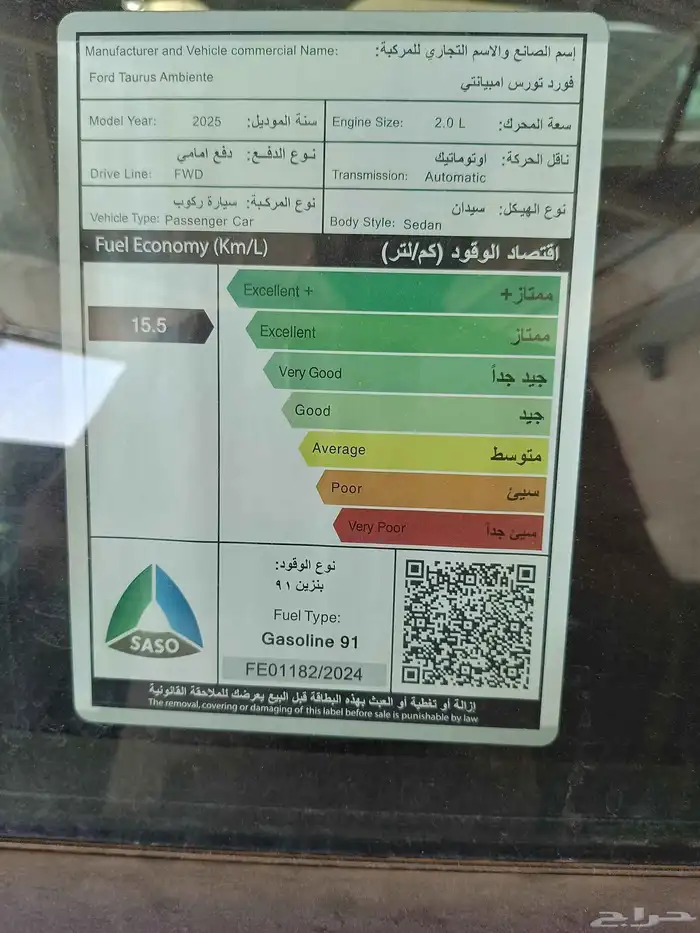 Manufacturer and Vehicle commercial Name: إسم الصانع والاسم التجاري للمركبة:
Ford Taurus Ambiente فورد تورس امبيانتي
Model Year: 2025 سنة الموديل:
Engine Size: 2.0 L سعة المحرك:
نوع الدفع: دفع امامي
Drive Line: FWD
ناقل الحركة: اوتوماتيك
Transmission: Automatic
نوع المركبة: سيارة ركوب
Vehicle Type: Passenger Car
نوع الهيكل: سيدان
Body Style: Sedan
Fuel Economy (Km/L) اقتصاد الوقود (كم/لتر)
15.5
Excellent + ممتاز+
Excellent ممتاز
Very Good جيد جداً
Good جيد
Average متوسط
Poor سيئ
Very Poor سيئ جداً
SASO
نوع الوقود:
بنزين ٩١
Fuel Type:
Gasoline 91
FE01182/2024
إزالة أو تغطية أو العبث بهذه البطاقة قبل البيع يعرضك للملاحقة القانونية
The removal, covering or damaging of this label before sale is punishable by law
حراج